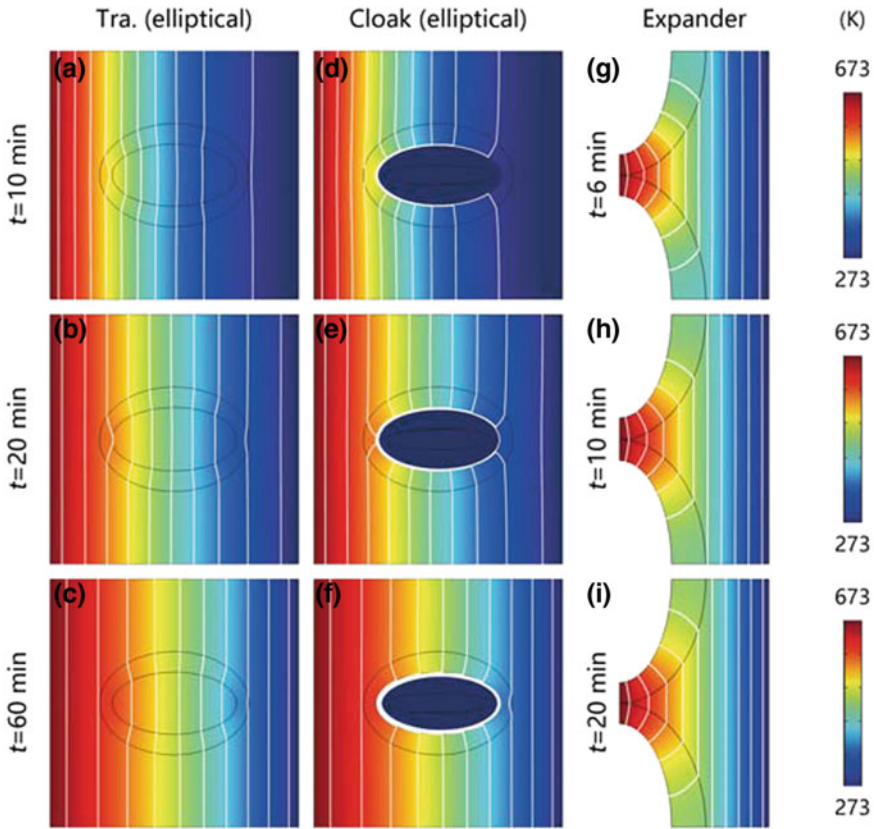 Tra. (elliptical) Cloak (elliptical) Expander (K)
(a) (d) (g) 673
t=10 min t=6 min
273
(b) (e) (h) 673
t=20 min t=10 min
273
(c) (f) (i) 673
t=60 min t=20 min
273